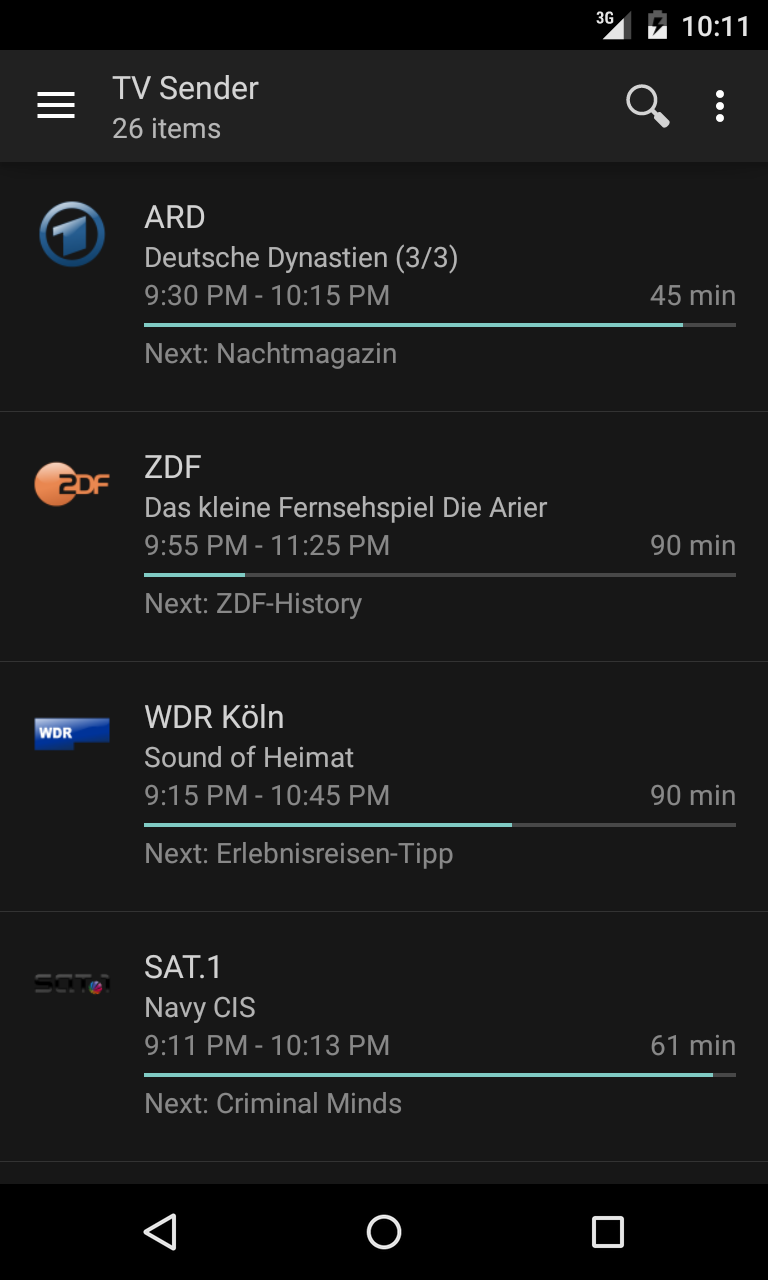 3G 10:11
TV Sender
26 items
ARD
Deutsche Dynastien (3/3)
9:30 PM - 10:15 PM 45 min
Next: Nachtmagazin
ZDF
ZDF
Das kleine Fernsehspiel Die Arier
9:55 PM - 11:25 PM 90 min
Next: ZDF-History
WDR
WDR Köln
Sound of Heimat
9:15 PM - 10:45 PM 90 min
Next: Erlebnisreisen-Tipp
SAT.1
SAT.1
Navy CIS
9:11 PM - 10:13 PM 61 min
Next: Criminal Minds